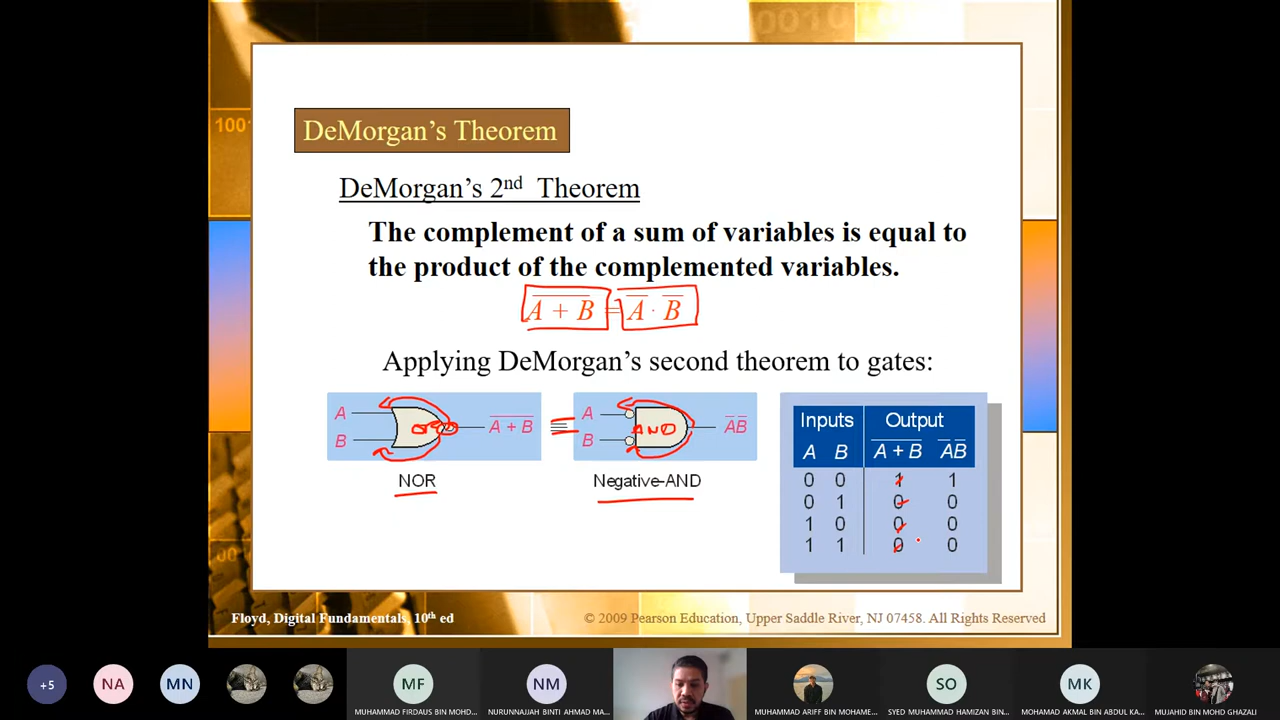 1001
DeMorgan's Theorem
DeMorgan's 2nd Theorem
The complement of a sum of variables is equal to
the product of the complemented variables.
A̅ ̅+̅ ̅B̅ = A̅ · B̅
Applying DeMorgan's second theorem to gates:
A
B
OR
A̅ ̅+̅ ̅B̅
NOR
≡
A
B
AND
A̅B̅
Negative-AND
Inputs Output
A B A̅ ̅+̅ ̅B̅ A̅B̅
0 0 1 1
0 1 0 0
1 0 0 0
1 1 0 0
Floyd, Digital Fundamentals, 10th ed
© 2009 Pearson Education, Upper Saddle River, NJ 07458. All Rights Reserved
+5
NA
MN
MF
MUHAMMAD FIRDAUS BIN MOHD...
NM
NURUNNAJJAH BINTI AHMAD MA...
MUHAMMAD ARIFF BIN MOHAME...
SO
SYED MUHAMMAD HAMIZAN BIN...
MK
MOHAMAD AKMAL BIN ABDUL KA...
MUJAHID BIN MOHD GHAZALI